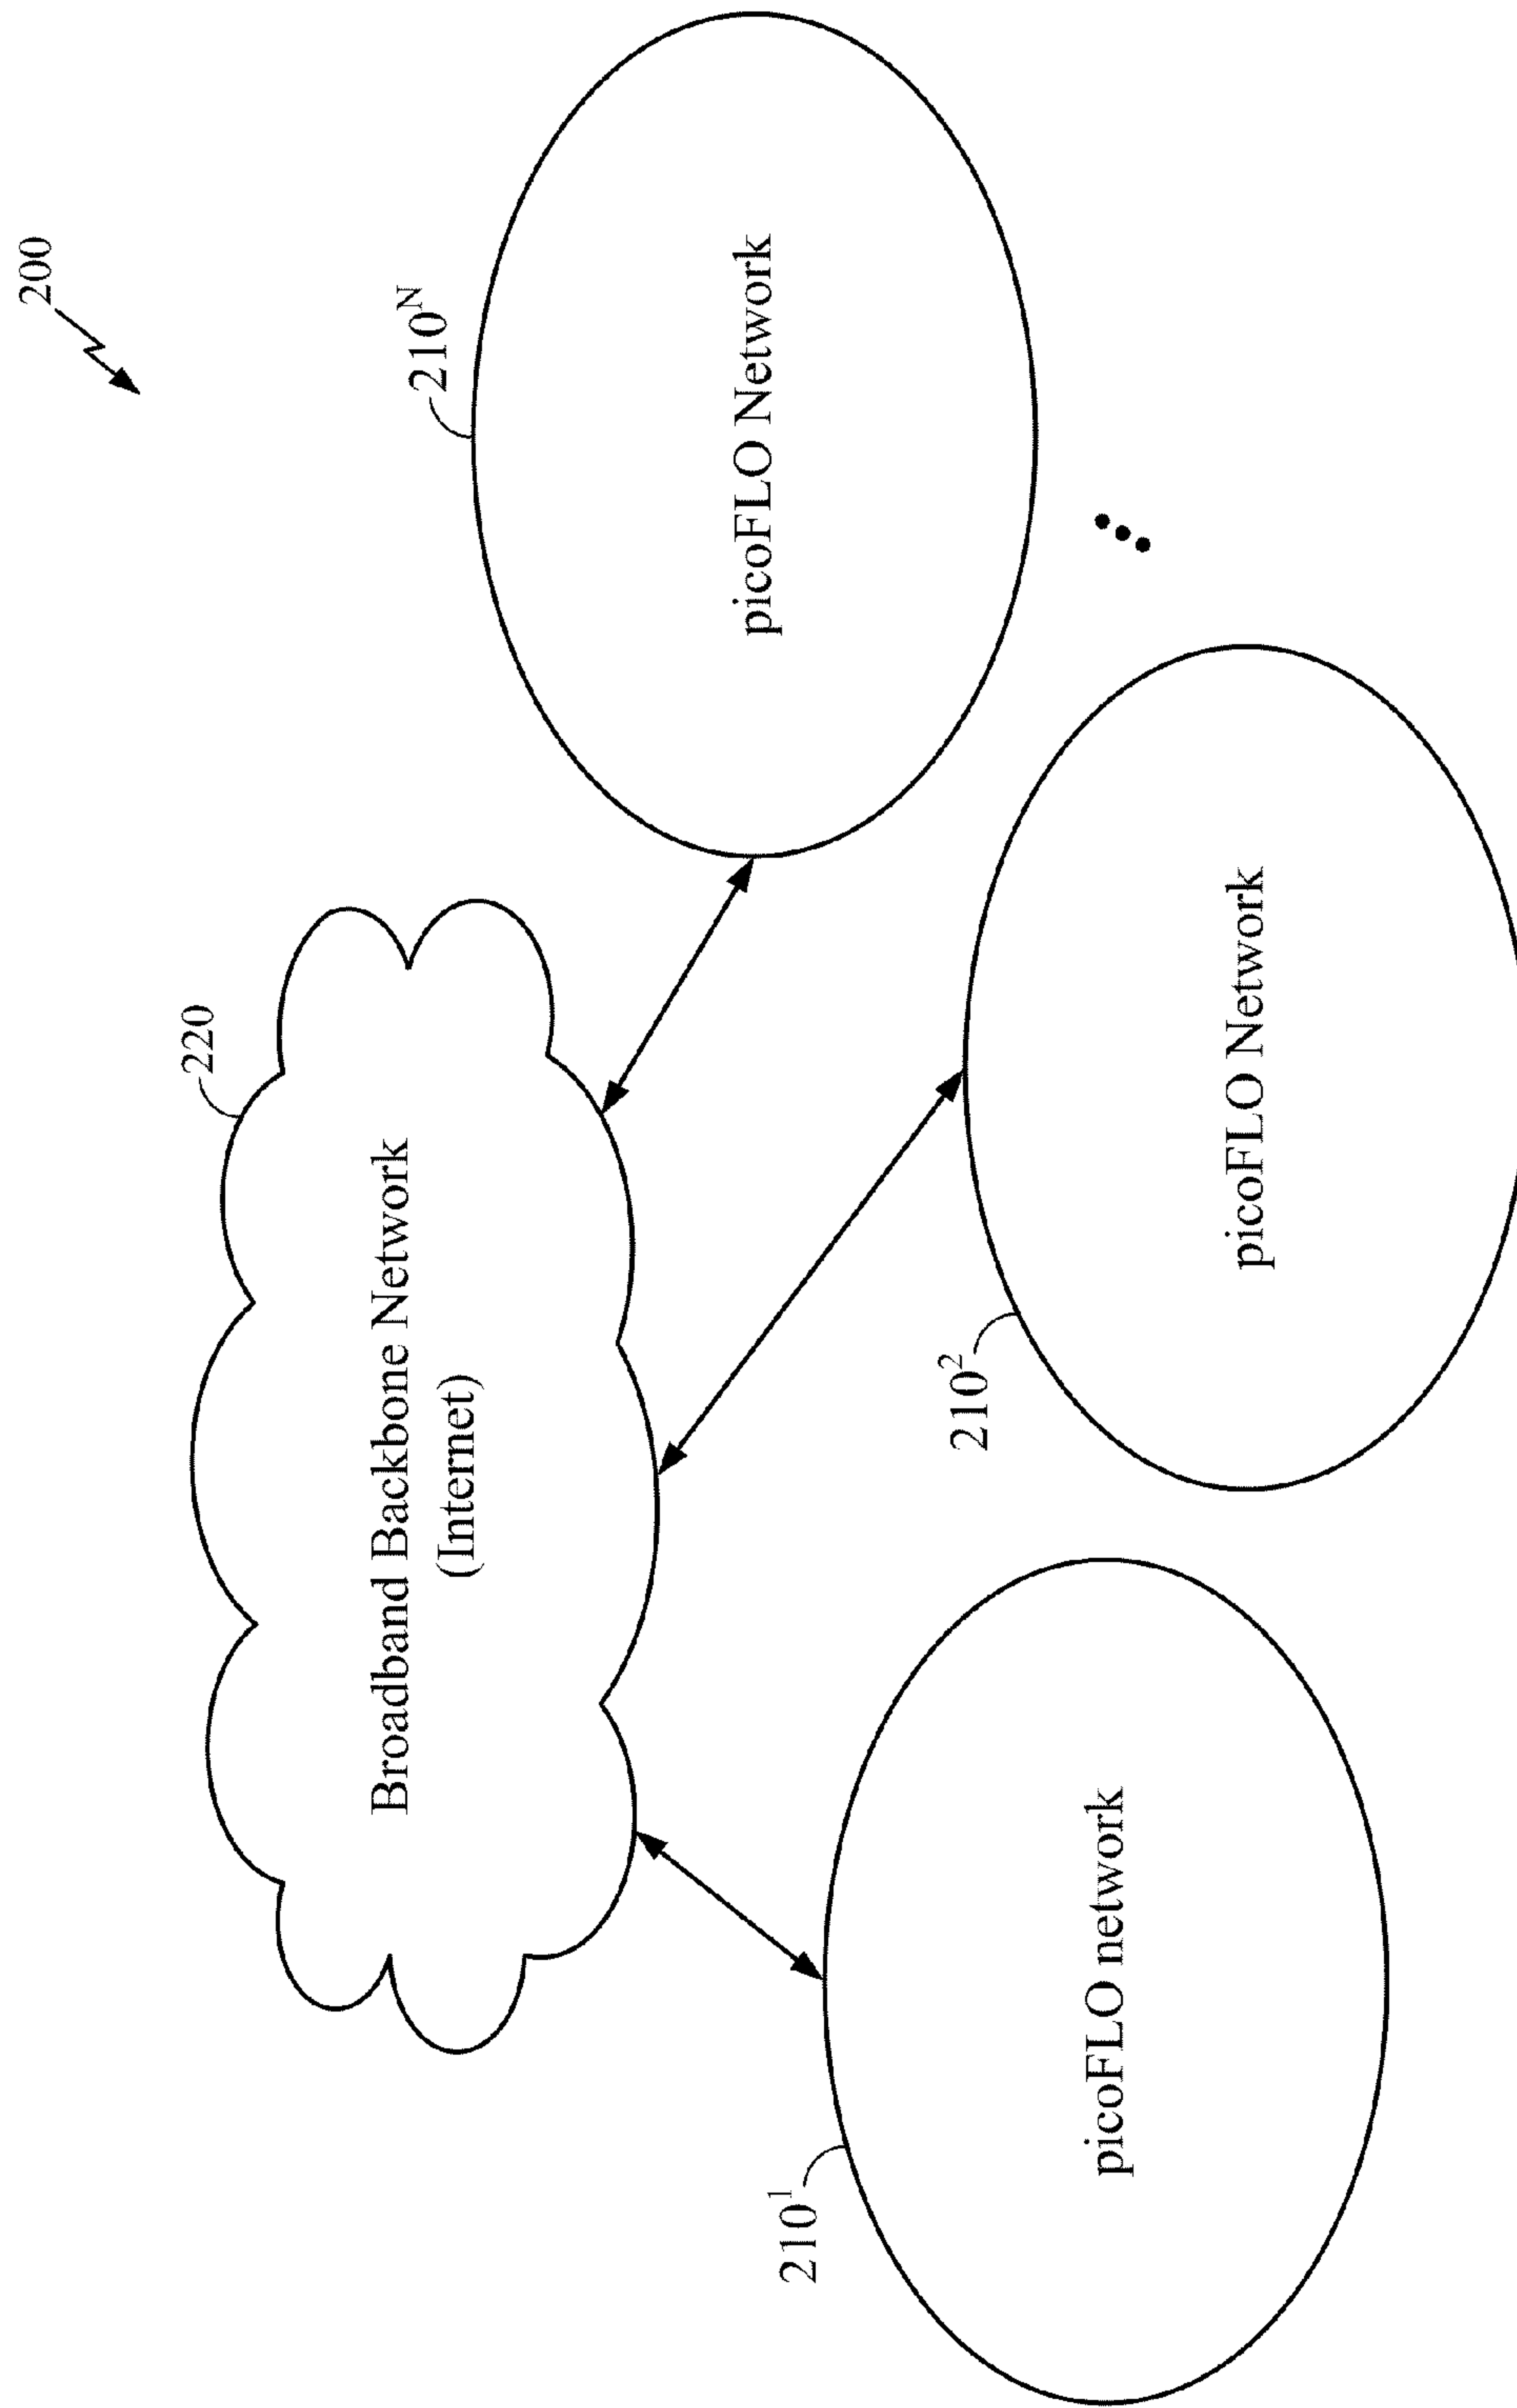 200
220
Broadband Backbone Network
(Internet)
210^N
picoFLO Network
210^2
picoFLO Network
210^1
picoFLO network